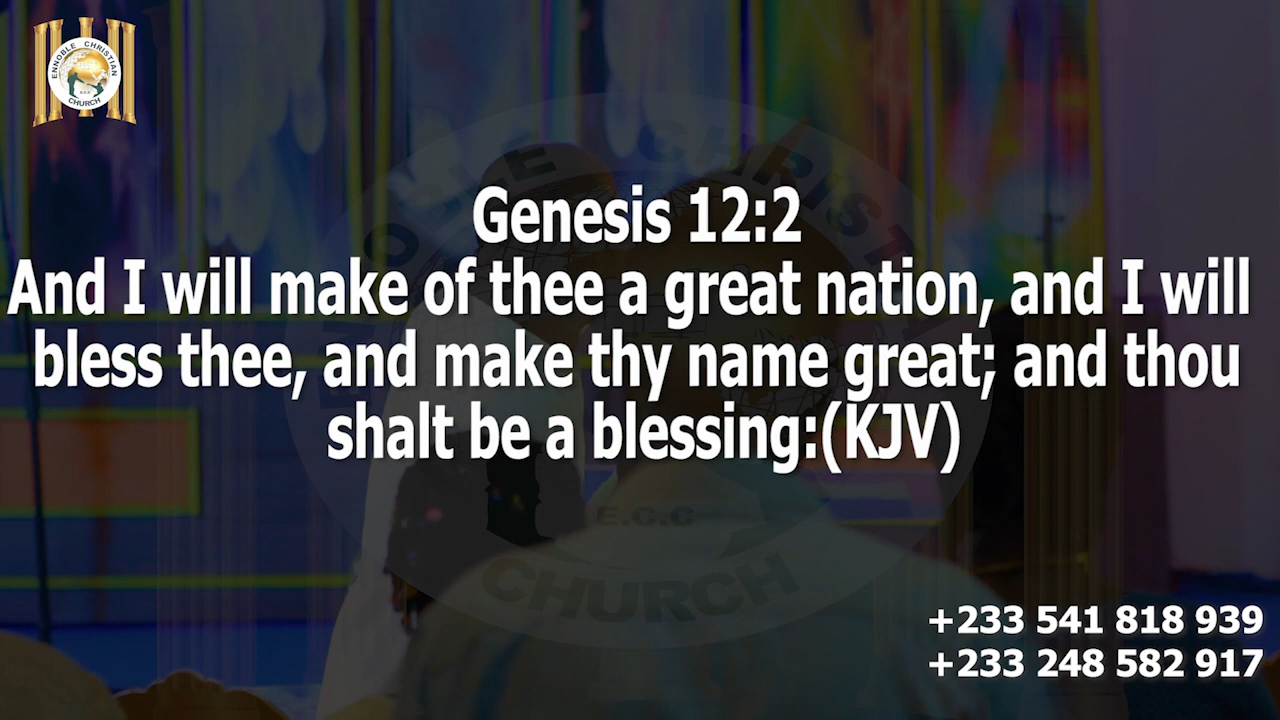 ENNOBLE CHRISTIAN
CHURCH
Genesis 12:2
And I will make of thee a great nation, and I will
bless thee, and make thy name great; and thou
shalt be a blessing:(KJV)
E.C.C
CHURCH
+233 541 818 939
+233 248 582 917